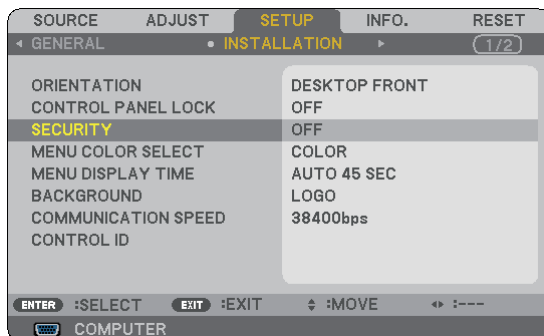 SOURCE ADJUST SETUP INFO. RESET
◂ GENERAL • INSTALLATION ▸ (1/2)
ORIENTATION DESKTOP FRONT
CONTROL PANEL LOCK OFF
SECURITY OFF
MENU COLOR SELECT COLOR
MENU DISPLAY TIME AUTO 45 SEC
BACKGROUND LOGO
COMMUNICATION SPEED 38400bps
CONTROL ID
ENTER :SELECT EXIT :EXIT :MOVE :---
COMPUTER